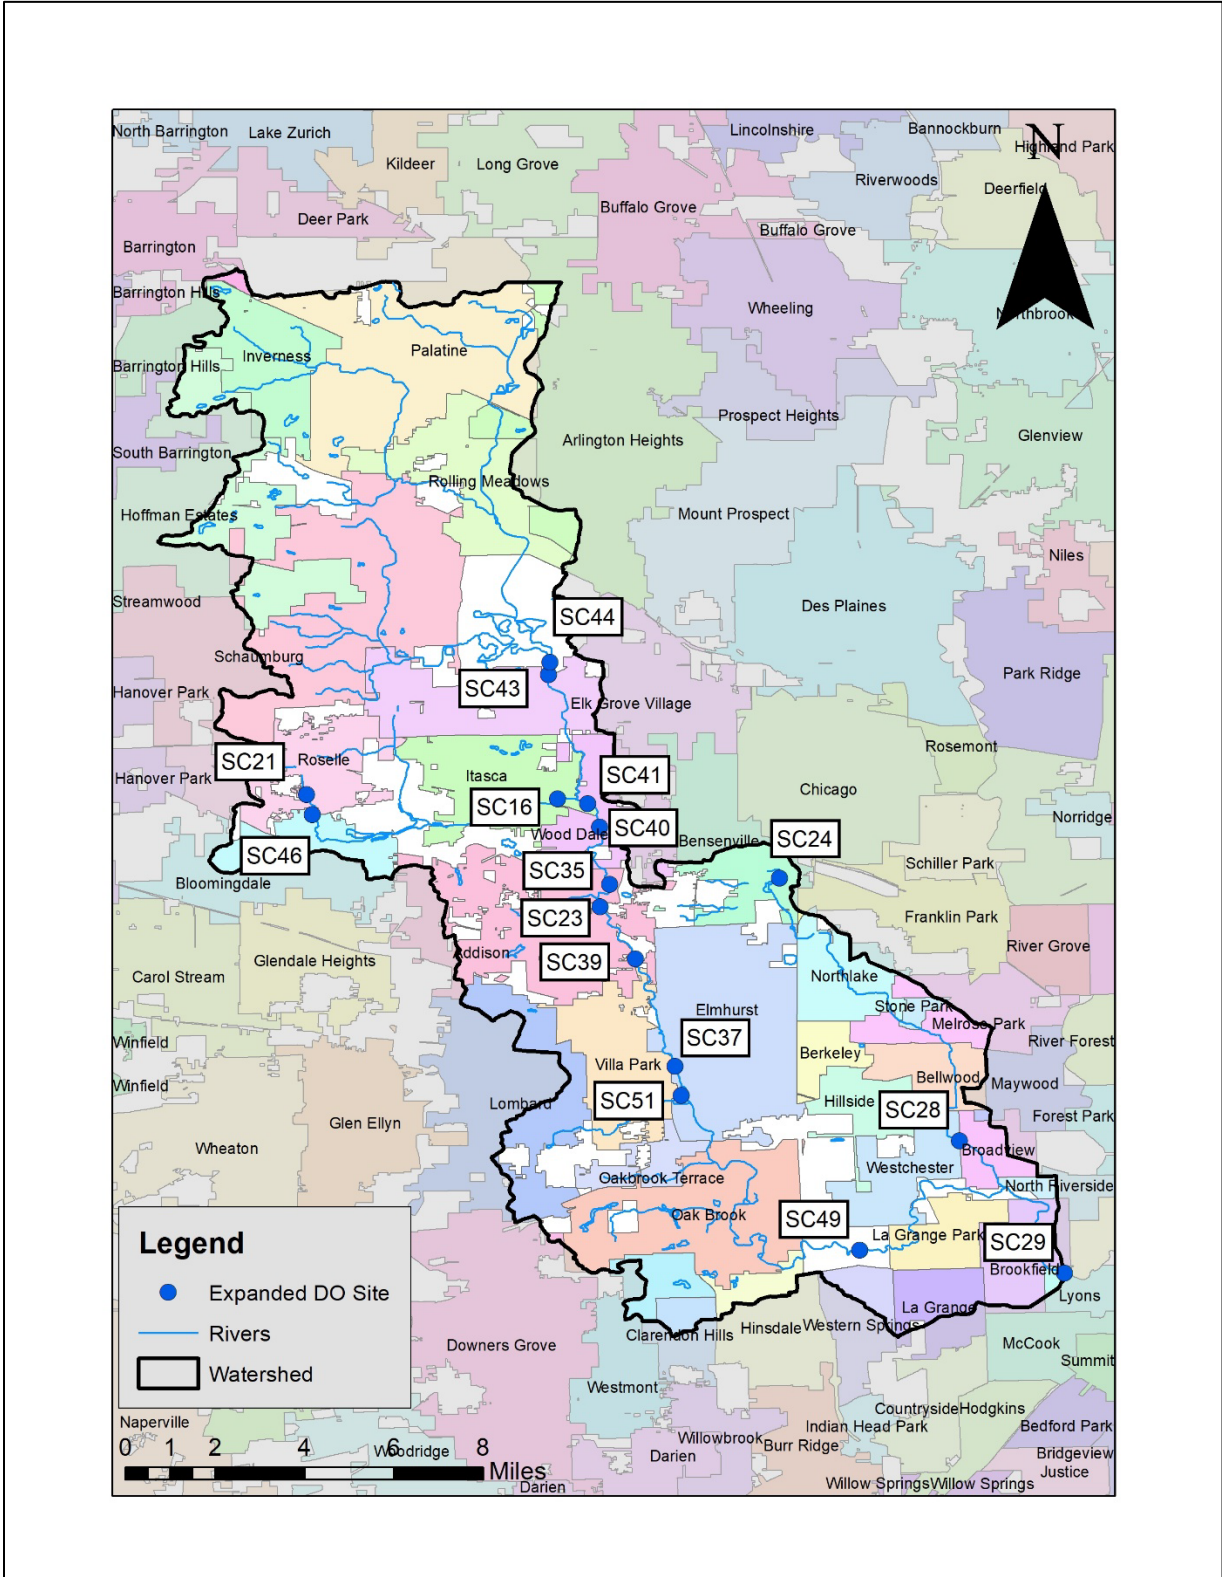 North Barrington
Lake Zurich
Kildeer
Long Grove
Lincolnshire
Bannockburn
N
Highland Park
Riverwoods
Deerfield
Buffalo Grove
Deer Park
Buffalo Grove
Barrington
Barrington Hills
Wheeling
Northbrook
Inverness
Palatine
Barrington Hills
Prospect Heights
Arlington Heights
Glenview
South Barrington
Rolling Meadows
Hoffman Estates
Mount Prospect
Niles
Streamwood
Des Plaines
SC44
Schaumburg
Park Ridge
Hanover Park
SC43
Elk Grove Village
Rosemont
SC21
Roselle
Itasca
SC41
Hanover Park
Chicago
SC16
Norridge
SC40
Wood Dale
Bensenville
SC24
SC46
Schiller Park
SC35
Bloomingdale
SC23
Franklin Park
River Grove
Addison
SC39
Glendale Heights
Carol Stream
Northlake
Stone Park
Elmhurst
Melrose Park
SC37
Winfield
River Forest
Berkeley
Villa Park
Bellwood
Maywood
Winfield
SC51
Lombard
Hillside
SC28
Forest Park
Glen Ellyn
Wheaton
Broadview
Westchester
Oakbrook Terrace
North Riverside
Oak Brook
SC49
La Grange Park
SC29
Brookfield
Lyons
La Grange
Legend
Expanded DO Site
Rivers
Watershed
Clarendon Hills
Hinsdale
Western Springs
Downers Grove
McCook
Summit
Westmont
Countryside
Hodgkins
Naperville
Indian Head Park
Bedford Park
Willowbrook
Burr Ridge
Woodridge
Darien
Bridgeview
Justice
0 1 2 4 6 8
Miles
Darien
Willow Springs
Willow Springs